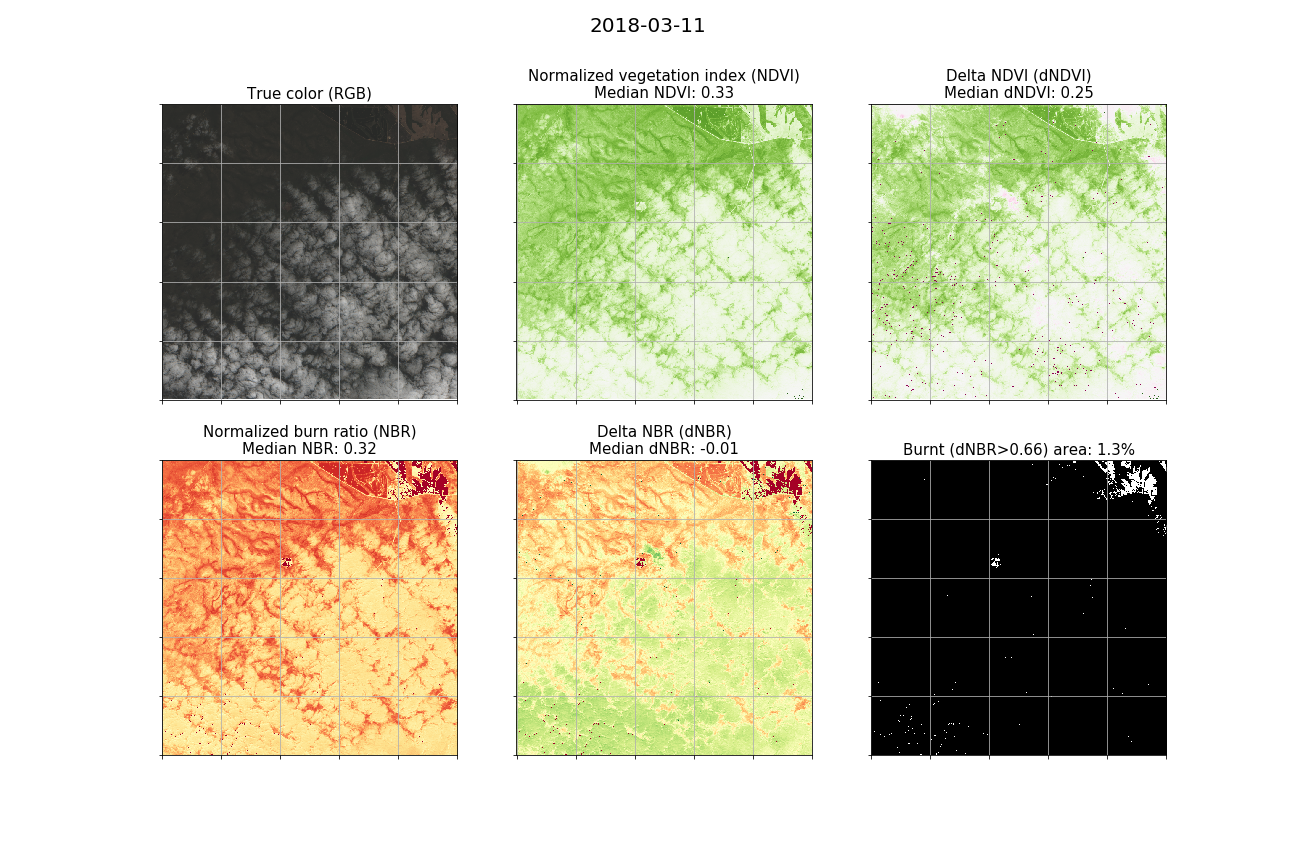 2018-03-11
True color (RGB)
Normalized vegetation index (NDVI)
Median NDVI: 0.33
Delta NDVI (dNDVI)
Median dNDVI: 0.25
Normalized burn ratio (NBR)
Median NBR: 0.32
Delta NBR (dNBR)
Median dNBR: -0.01
Burnt (dNBR>0.66) area: 1.3%